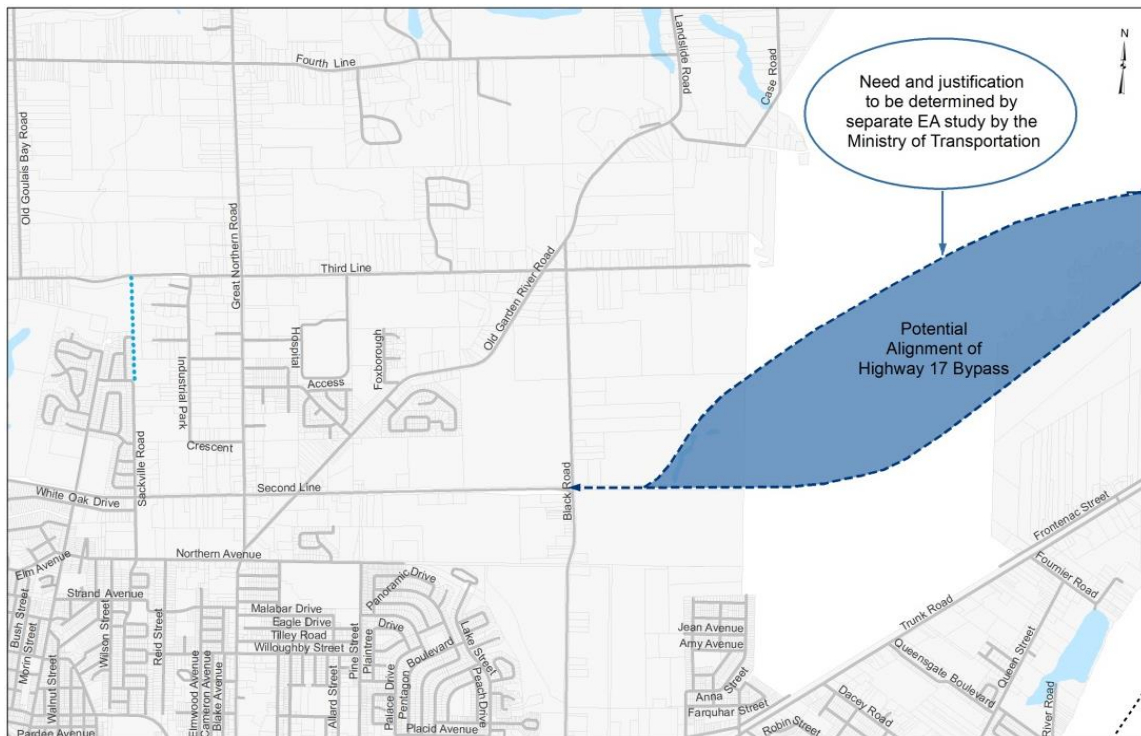 Fourth Line
Landslide Road
Case Road
N
Need and justification
to be determined by
separate EA study by the
Ministry of Transportation
Old Goulais Bay Road
Great Northern Road
Third Line
Old Garden River Road
Industrial Park
Crescent
Hospital
Access
Foxborough
Potential
Alignment of
Highway 17 Bypass
Sackville Road
White Oak Drive
Second Line
Black Road
Northern Avenue
Elm Avenue
Strand Avenue
Bush Street
Morin Street
Walnut Street
Wilson Street
Reid Street
Pardee Avenue
Malabar Drive
Eagle Drive
Tilley Road
Willoughby Street
Elmwood Avenue
Cameron Avenue
Blake Avenue
Allard Street
Pine Street
Plaintree
Drive
Panoramic Drive
Palace Drive
Pentagon
Boulevard
Lake Street
Peach Drive
Placid Avenue
Jean Avenue
Amy Avenue
Anna Street
Farquhar Street
Robin Street
Dacey Road
Trunk Road
Frontenac Street
Fournier Road
Queensgate Boulevard
Queen Street
River Road